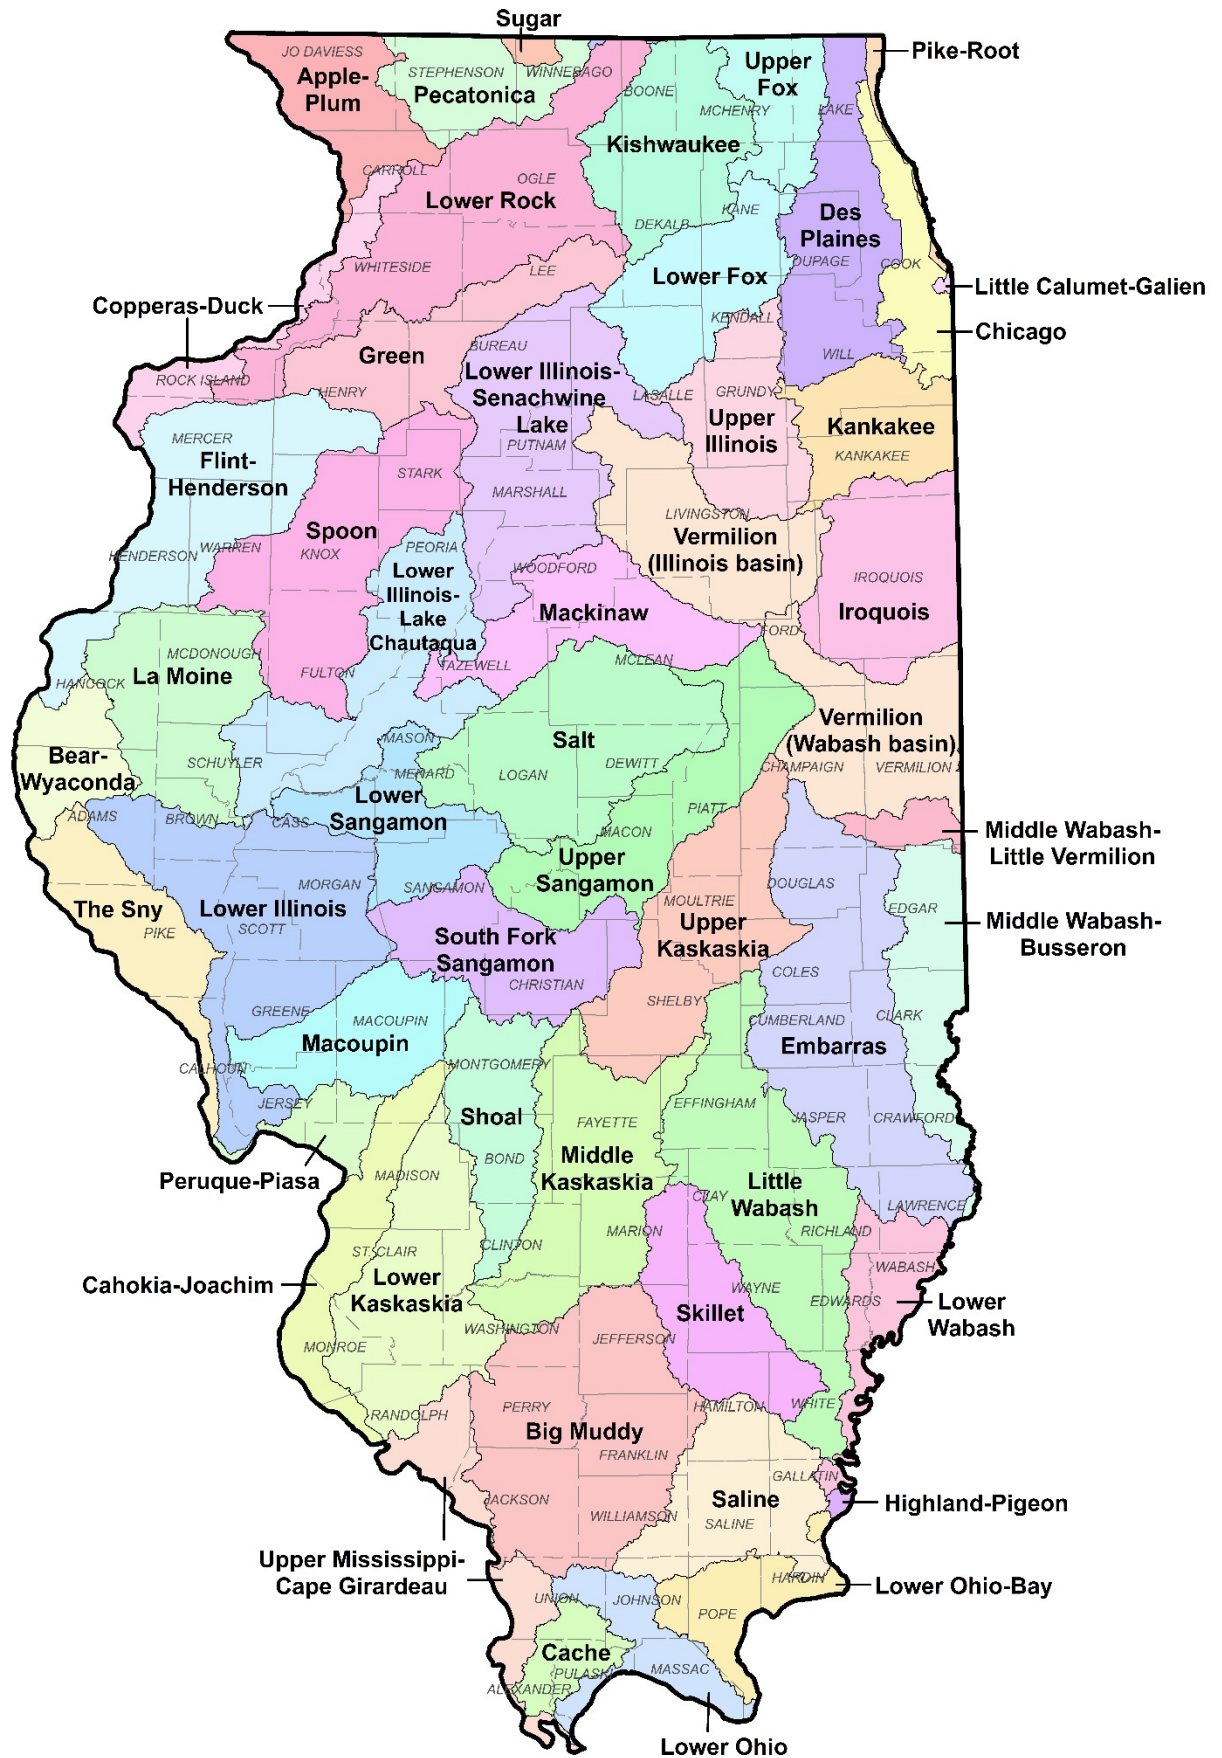 Sugar
Pike-Root
JO DAVIESS
Apple-
Plum
STEPHENSON
Pecatonica
WINNEBAGO
BOONE
Upper
Fox
MCHENRY
LAKE
Kishwaukee
CARROLL
OGLE
Lower Rock
DEKALB
KANE
Des
Plaines
DUPAGE
COOK
WHITESIDE
LEE
Lower Fox
Little Calumet-Galien
Copperas-Duck
KENDALL
Chicago
Green
BUREAU
WILL
ROCK ISLAND
HENRY
Lower Illinois-
Senachwine
Lake
LASALLE
GRUNDY
Upper
Illinois
Kankakee
KANKAKEE
MERCER
Flint-
Henderson
PUTNAM
STARK
MARSHALL
LIVINGSTON
Vermilion
(Illinois basin)
Spoon
HENDERSON
WARREN
KNOX
PEORIA
Lower
Illinois-
Lake
Chautaqua
WOODFORD
Mackinaw
IROQUOIS
Iroquois
FORD
MCDONOUGH
La Moine
HANCOCK
FULTON
TAZEWELL
MCLEAN
Vermilion
(Wabash basin)
Bear-
Wyaconda
SCHUYLER
MASON
MENARD
Salt
LOGAN
DEWITT
CHAMPAIGN
VERMILION
Lower
Sangamon
PIATT
ADAMS
BROWN
CASS
MACON
Middle Wabash-
Little Vermilion
Upper
Sangamon
MORGAN
SANGAMON
DOUGLAS
The Sny
PIKE
Lower Illinois
SCOTT
MOULTRIE
Upper
Kaskaskia
EDGAR
Middle Wabash-
Busseron
South Fork
Sangamon
CHRISTIAN
COLES
SHELBY
GREENE
MACOUPIN
Macoupin
CUMBERLAND
CLARK
Embarras
CALHOUN
JERSEY
MONTGOMERY
Shoal
EFFINGHAM
JASPER
CRAWFORD
FAYETTE
Middle
Kaskaskia
BOND
MADISON
Peruque-Piasa
Little
Wabash
CLAY
LAWRENCE
MARION
RICHLAND
CLINTON
ST. CLAIR
WABASH
Cahokia-Joachim
Lower
Kaskaskia
WAYNE
EDWARDS
Lower
Wabash
Skillet
WASHINGTON
JEFFERSON
MONROE
RANDOLPH
PERRY
HAMILTON
WHITE
Big Muddy
FRANKLIN
GALLATIN
JACKSON
WILLIAMSON
Saline
SALINE
Highland-Pigeon
Upper Mississippi-
Cape Girardeau
HARDIN
Lower Ohio-Bay
UNION
JOHNSON
POPE
Cache
PULASKI
MASSAC
ALEXANDER
Lower Ohio